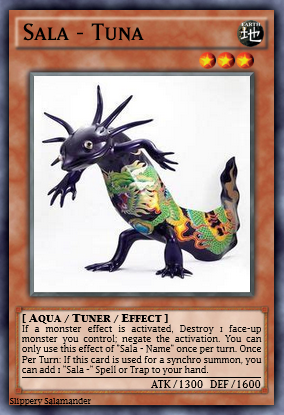 Sala - Tuna
EARTH
地
[ Aqua / Tuner / Effect ]
If a monster effect is activated, Destroy 1 face-up
monster you control; negate the activation. You can
only use this effect of "Sala - Name" once per turn. Once
Per Turn: If this card is used for a synchro summon, you
can add 1 "Sala -" Spell or Trap to your hand.
ATK/1300 DEF/1600
Slippery Salamander